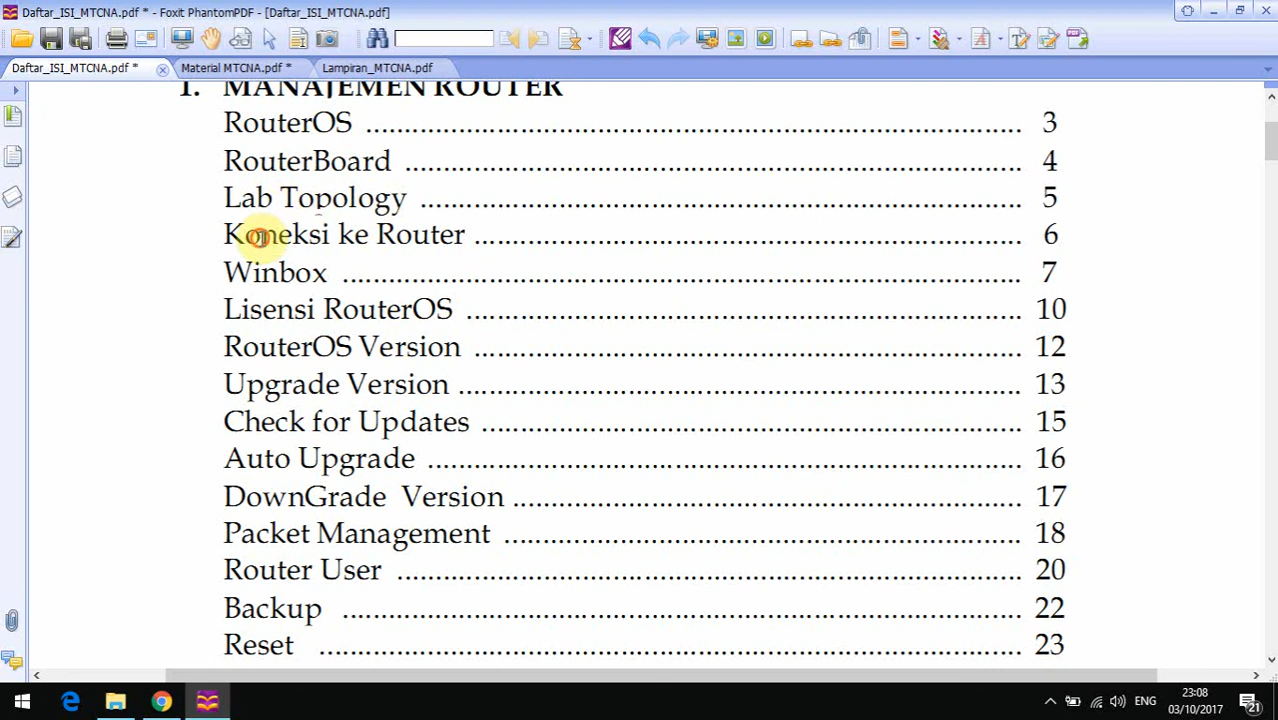 Daftar_ISI_MTCNA.pdf * - Foxit PhantomPDF - [Daftar_ISI_MTCNA.pdf]
Daftar_ISI_MTCNA.pdf * Material MTCNA.pdf * Lampiran_MTCNA.pdf
1. MANAJEMEN ROUTER
RouterOS ........................................................................ 3
RouterBoard ........................................................................ 4
Lab Topology ........................................................................ 5
Koneksi ke Router ........................................................................ 6
Winbox ........................................................................ 7
Lisensi RouterOS ........................................................................ 10
RouterOS Version ........................................................................ 12
Upgrade Version ........................................................................ 13
Check for Updates ........................................................................ 15
Auto Upgrade ........................................................................ 16
DownGrade Version ........................................................................ 17
Packet Management ........................................................................ 18
Router User ........................................................................ 20
Backup ........................................................................ 22
Reset ........................................................................ 23
ENG
23:08
03/10/2017
21